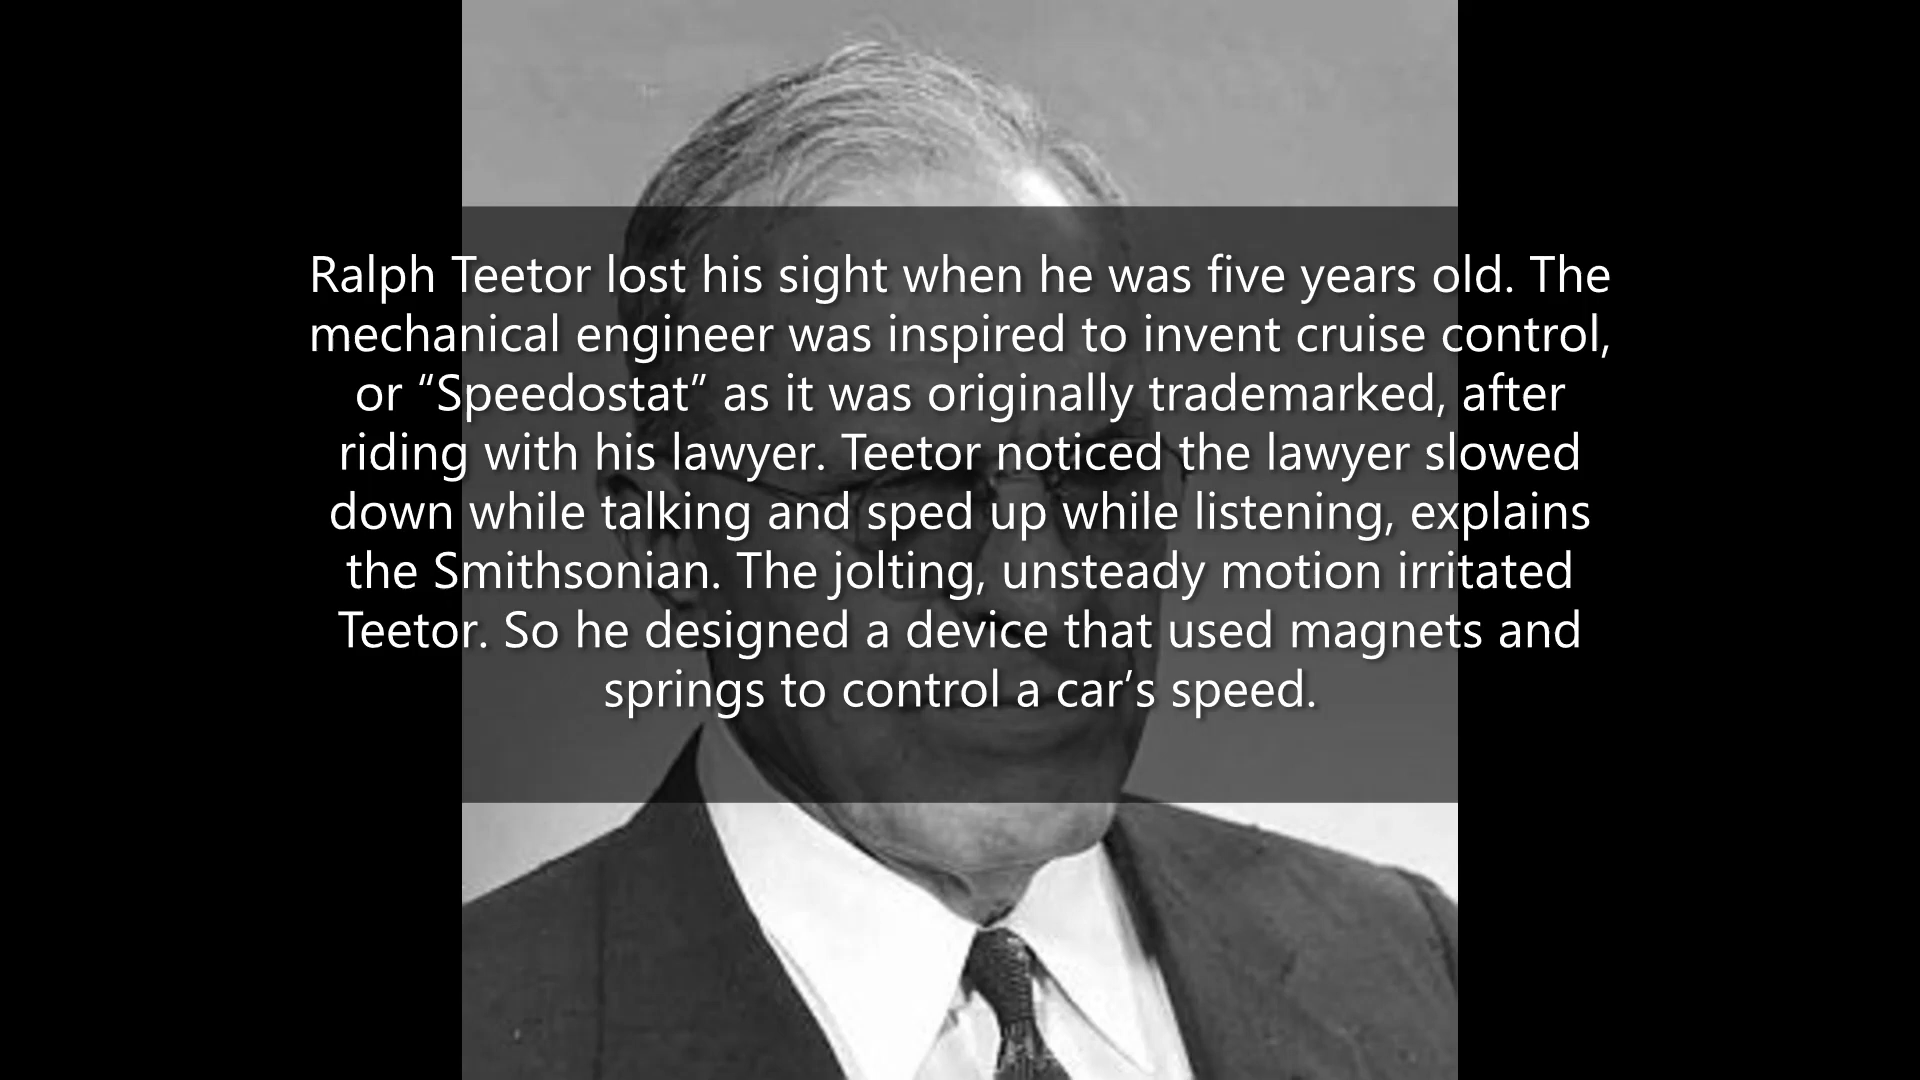 Ralph Teetor lost his sight when he was five years old. The
mechanical engineer was inspired to invent cruise control,
or “Speedostat” as it was originally trademarked, after
riding with his lawyer. Teetor noticed the lawyer slowed
down while talking and sped up while listening, explains
the Smithsonian. The jolting, unsteady motion irritated
Teetor. So he designed a device that used magnets and
springs to control a car’s speed.